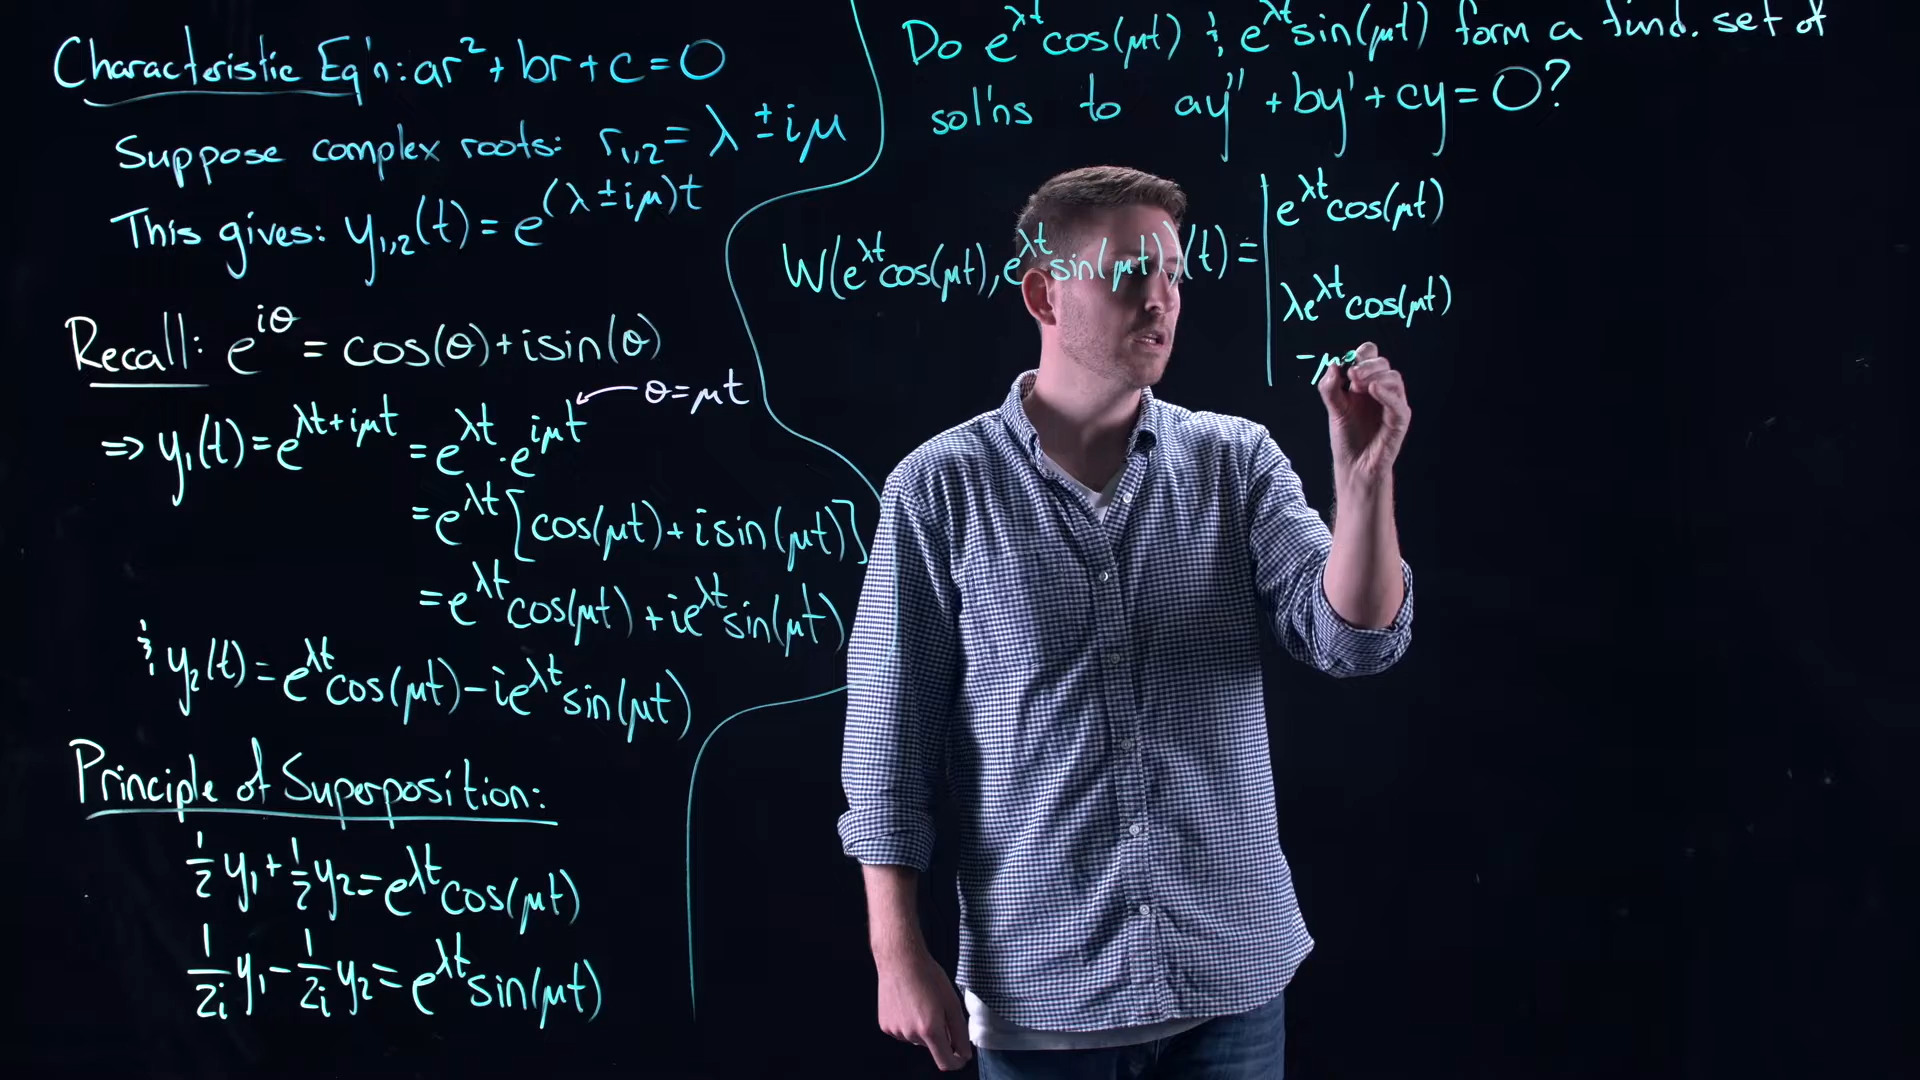 Characteristic Eq'n: ar² + br + c = 0
Suppose complex roots: r₁,₂ = λ ± iμ
This gives: y₁,₂(t) = e^(λ ± iμ)t
Recall: e^iθ = cos(θ) + isin(θ)
⇒ y₁(t) = e^λt+iμt = e^λt · e^iμt ← θ = μt
= e^λt [cos(μt) + isin(μt)]
= e^λt cos(μt) + ie^λt sin(μt)
& y₂(t) = e^λt cos(μt) − ie^λt sin(μt)
Principle of Superposition:
1/2 y₁ + 1/2 y₂ = e^λt cos(μt)
1/2i y₁ − 1/2i y₂ = e^λt sin(μt)
Do e^λt cos(μt) & e^λt sin(μt) form a fund. set of
sol'ns to ay'' + by' + cy = 0?
W(e^λt cos(μt), e^λt sin(μt))(t) = | e^λt cos(μt)
λe^λt cos(μt)
−μ